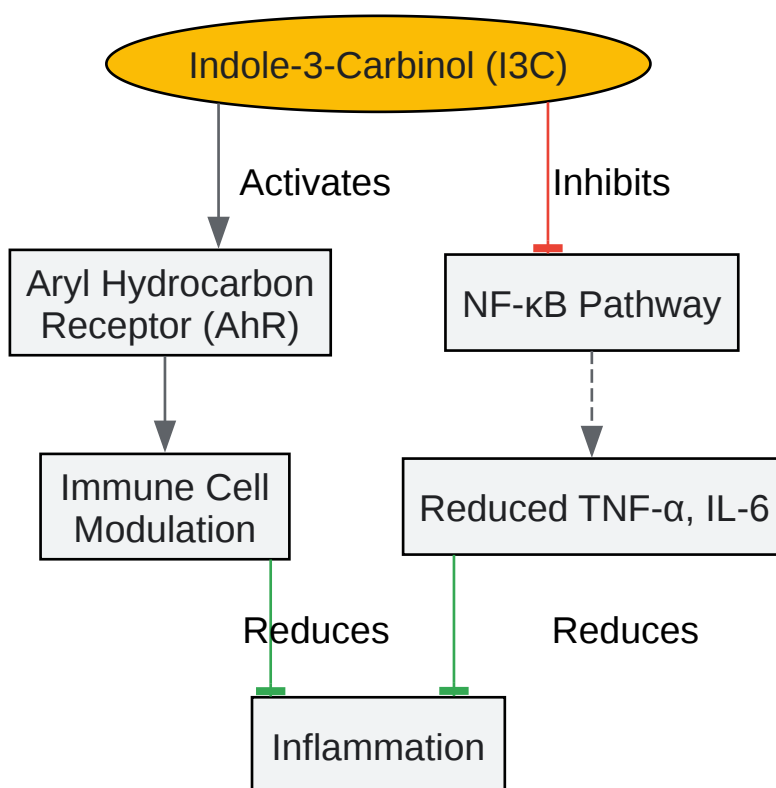 Indole-3-Carbinol (I3C)
Activates
Inhibits
Aryl Hydrocarbon
Receptor (AhR)
NF-κB Pathway
Immune Cell
Modulation
Reduced TNF-α, IL-6
Reduces
Reduces
Inflammation